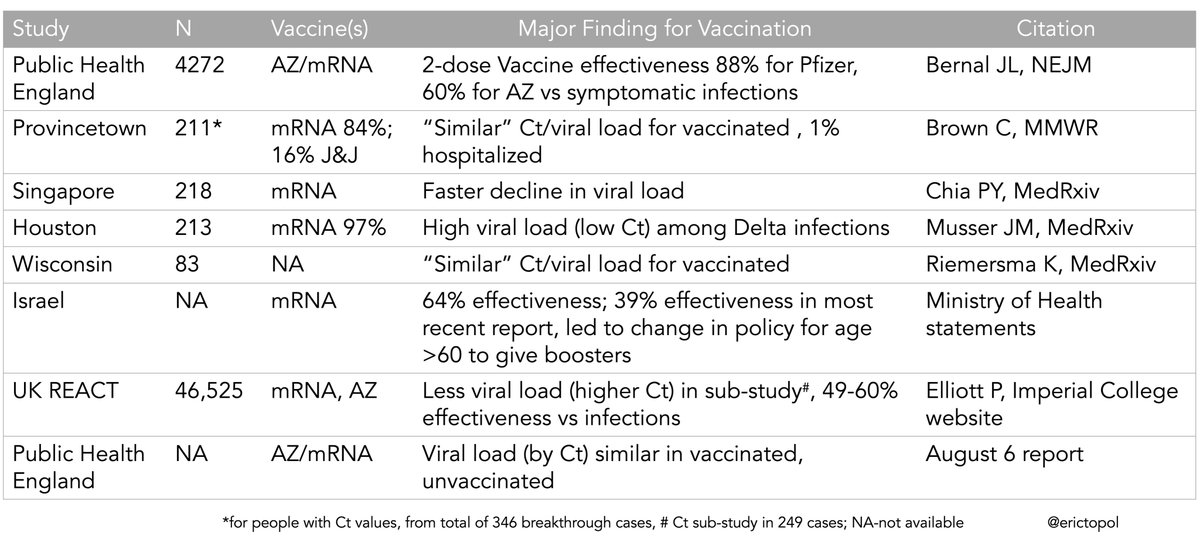 Study N Vaccine(s) Major Finding for Vaccination Citation
Public Health England 4272 AZ/mRNA 2-dose Vaccine effectiveness 88% for Pfizer, 60% for AZ vs symptomatic infections Bernal JL, NEJM
Provincetown 211* mRNA 84%; 16% J&J “Similar” Ct/viral load for vaccinated , 1% hospitalized Brown C, MMWR
Singapore 218 mRNA Faster decline in viral load Chia PY, MedRxiv
Houston 213 mRNA 97% High viral load (low Ct) among Delta infections Musser JM, MedRxiv
Wisconsin 83 NA “Similar” Ct/viral load for vaccinated Riemersma K, MedRxiv
Israel NA mRNA 64% effectiveness; 39% effectiveness in most recent report, led to change in policy for age >60 to give boosters Ministry of Health statements
UK REACT 46,525 mRNA, AZ Less viral load (higher Ct) in sub-study#, 49-60% effectiveness vs infections Elliott P, Imperial College website
Public Health England NA AZ/mRNA Viral load (by Ct) similar in vaccinated, unvaccinated August 6 report
*for people with Ct values, from total of 346 breakthrough cases, # Ct sub-study in 249 cases; NA-not available @erictopol